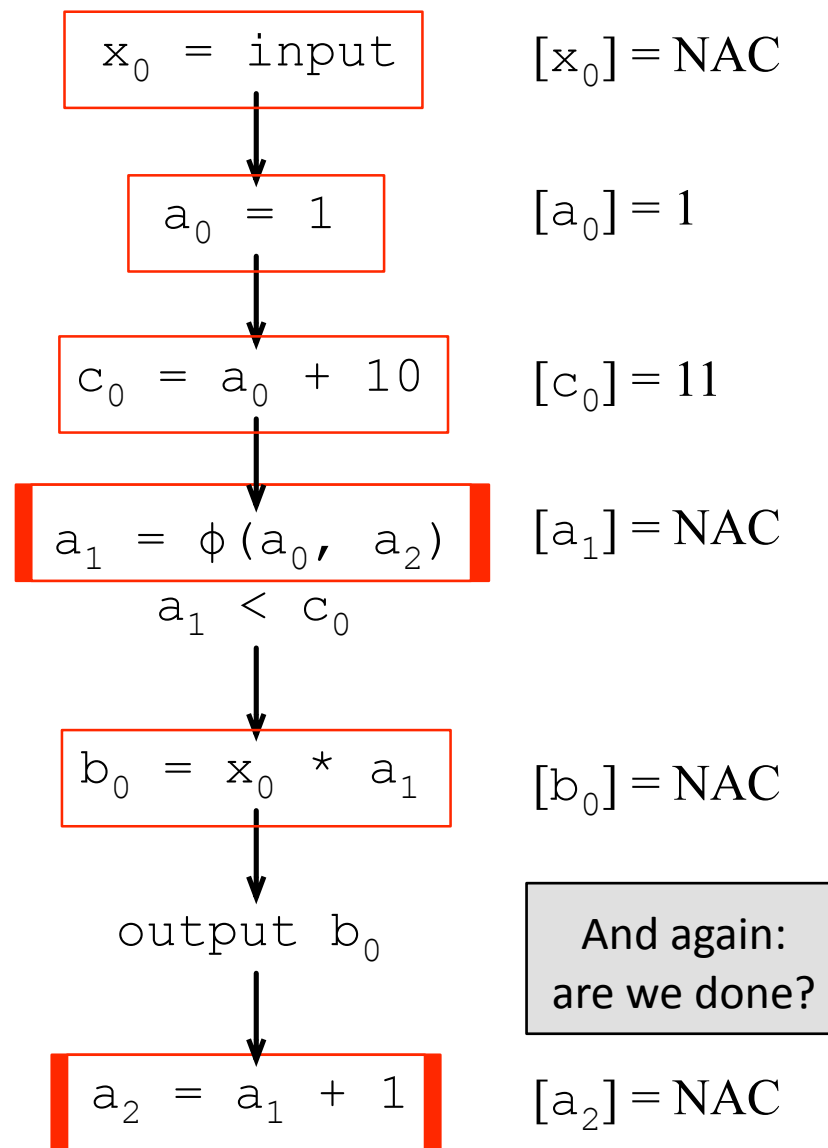 x₀ = input [x₀] = NAC
a₀ = 1 [a₀] = 1
c₀ = a₀ + 10 [c₀] = 11
a₁ = ϕ(a₀, a₂) [a₁] = NAC
a₁ < c₀
b₀ = x₀ * a₁ [b₀] = NAC
output b₀
And again:
are we done?
a₂ = a₁ + 1 [a₂] = NAC